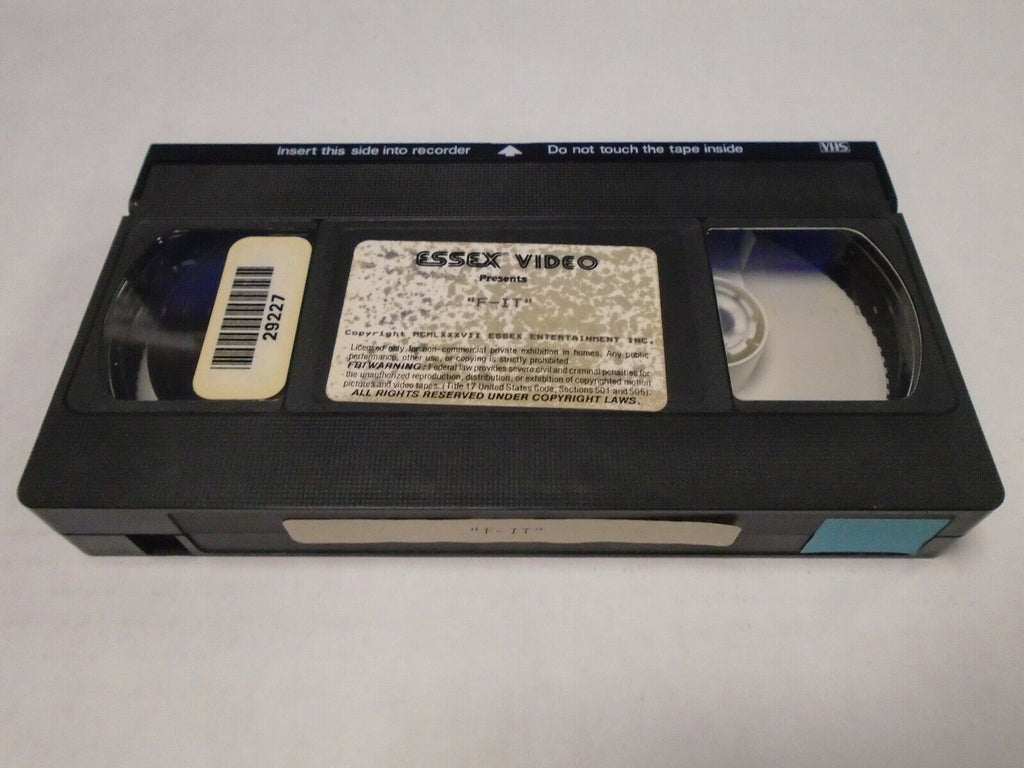 Insert this side into recorder Do not touch the tape inside VHS
29227
ESSEX VIDEO
Presents
"F-IT"
Copyright MCMLXXXVII ESSEX ENTERTAINMENT INC.
Licensed only for non-commercial private exhibition in homes. Any public
performance, other use, or copying is strictly prohibited.
FBI WARNING: Federal law provides severe civil and criminal penalties for
the unauthorized reproduction, distribution, or exhibition of copyrighted motion
pictures and video tapes. (Title 17 United States Code, Sections 501 and 506).
ALL RIGHTS RESERVED UNDER COPYRIGHT LAWS.
"F-IT"